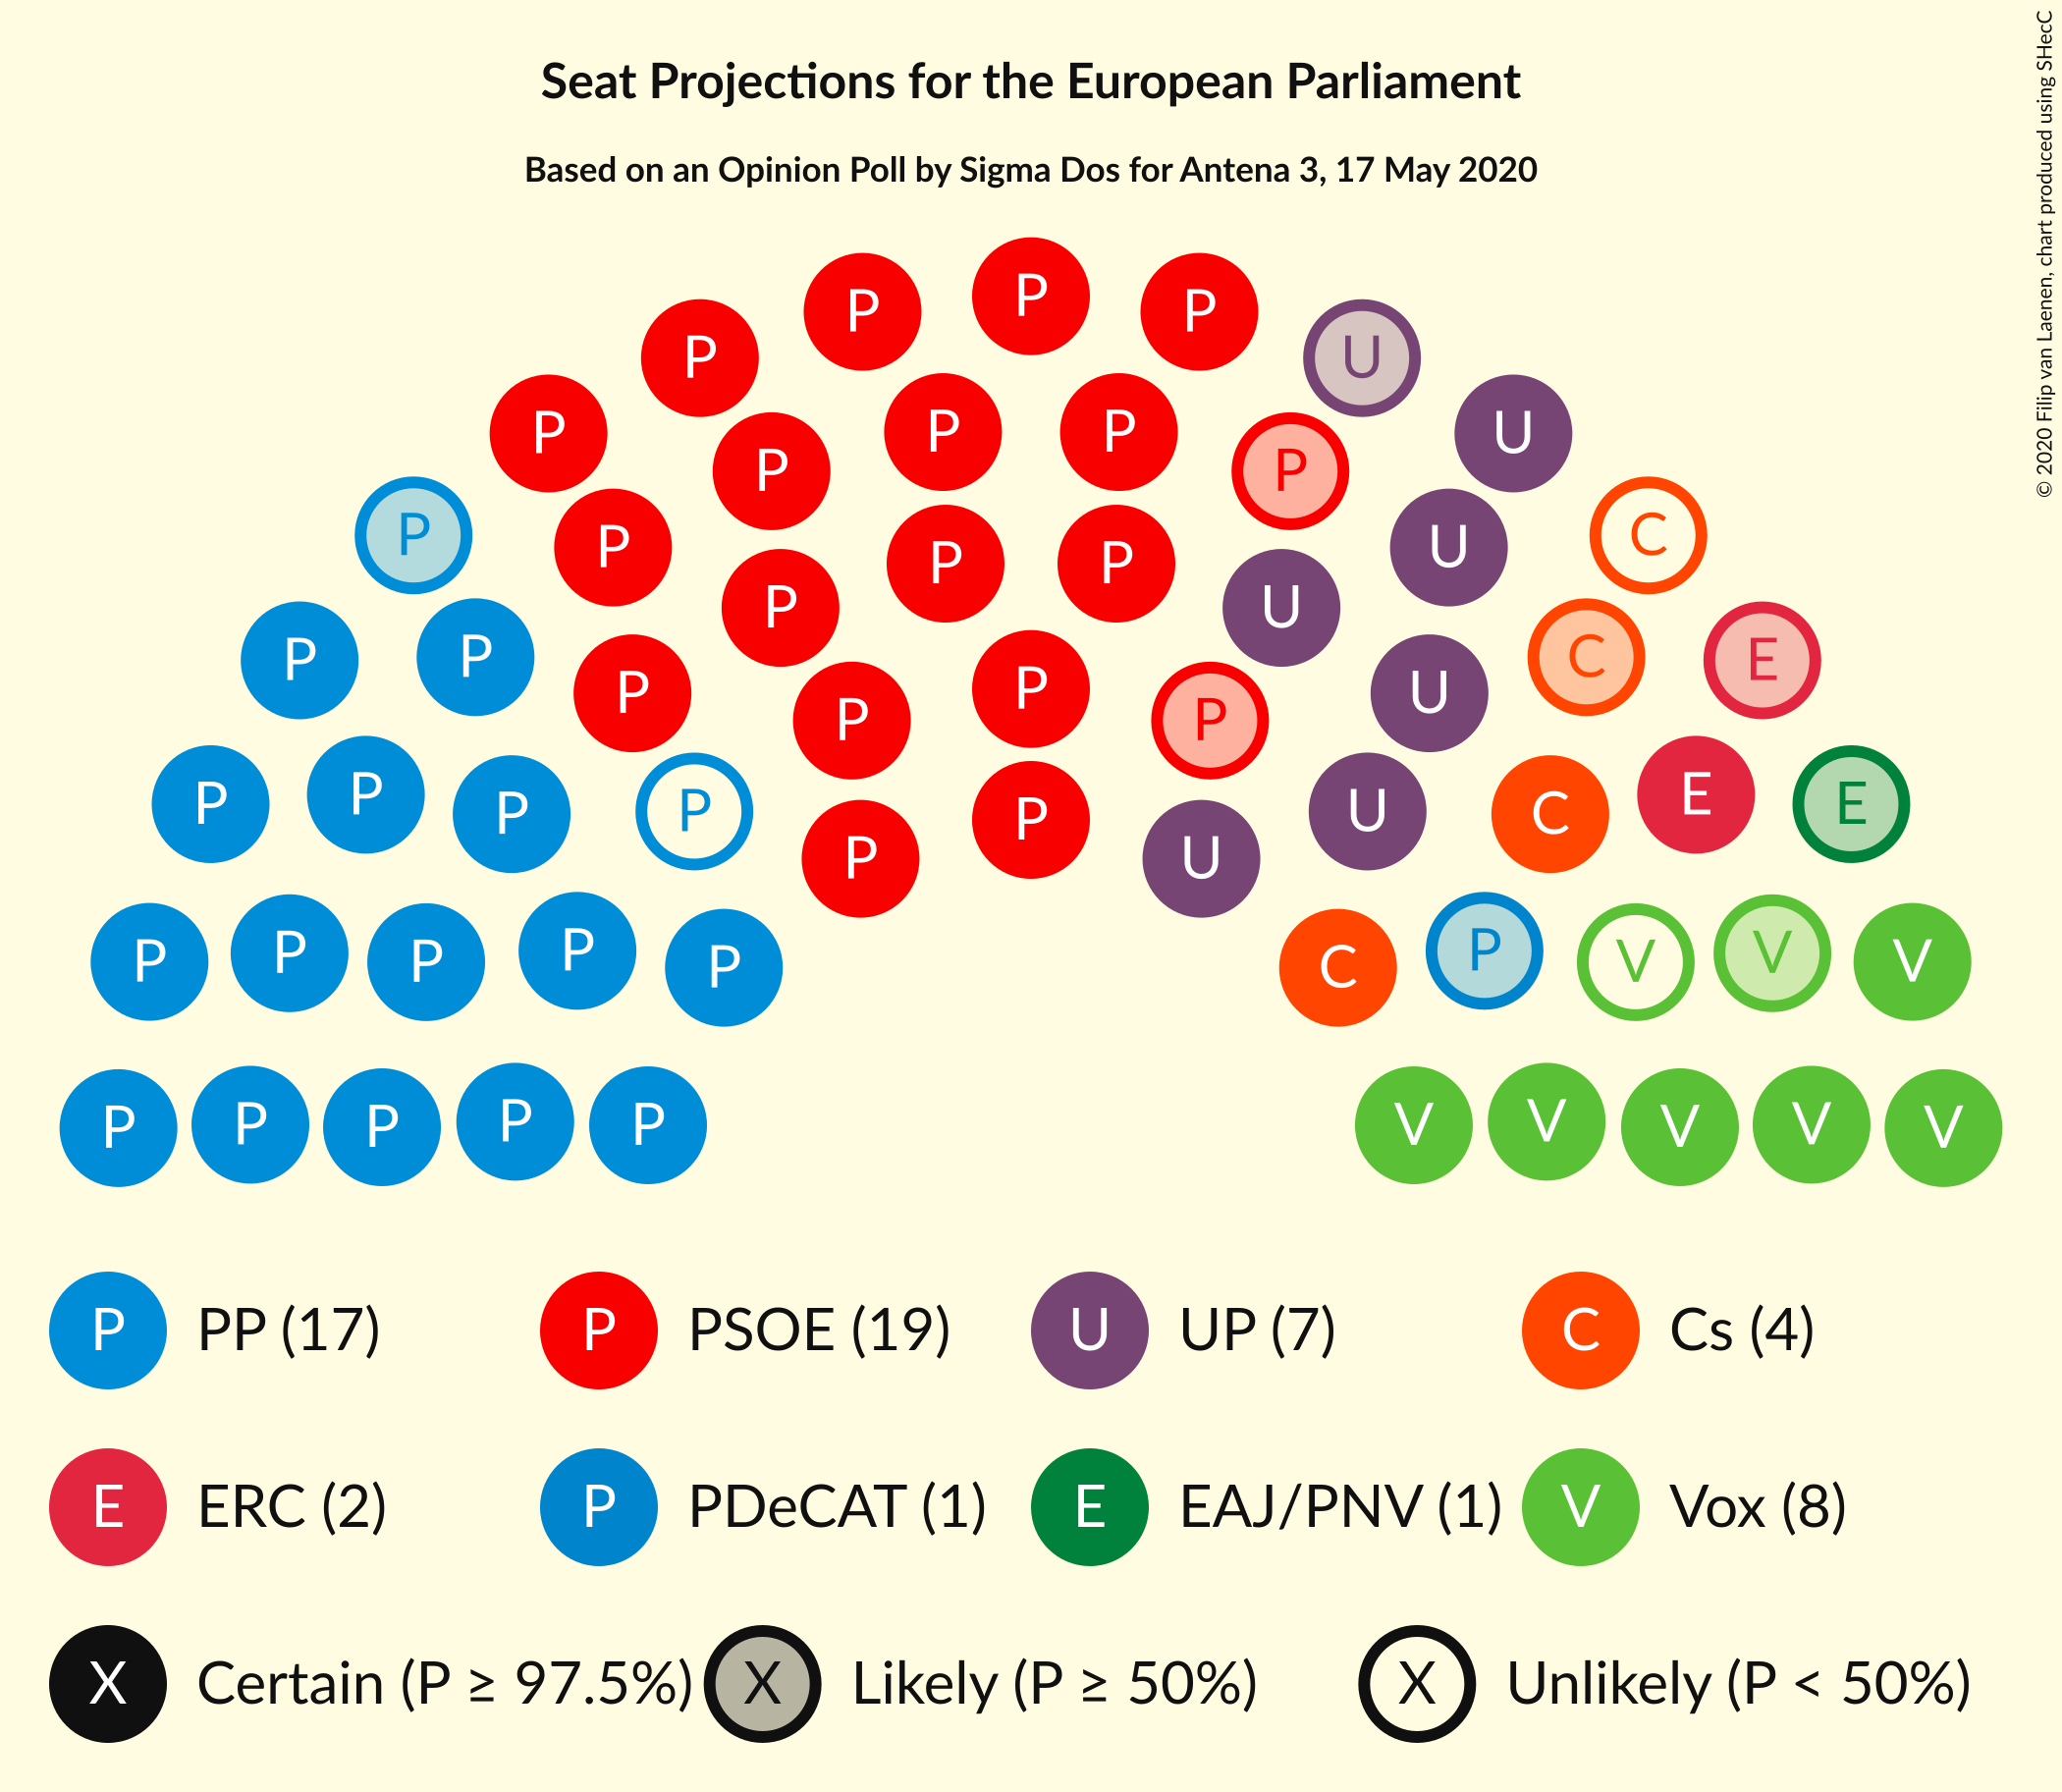 Seat Projections for the European Parliament
Based on an Opinion Poll by Sigma Dos for Antena 3, 17 May 2020
© 2020 Filip van Laenen, chart produced using SHecC
P
P P
P U
P P
P U
P P P
P P
P C
P U
P P
P U
P P C
P P
P U
P E
P P P
P P U
P P P
P U C
E E
P P
P C
P P P P P
C P V V V
P P P P P
V V V V V
P PP (17) P PSOE (19) U UP (7) C Cs (4)
E ERC (2) P PDeCAT (1) E EAJ/PNV (1) V Vox (8)
X Certain (P ≥ 97.5%) X Likely (P ≥ 50%) X Unlikely (P < 50%)